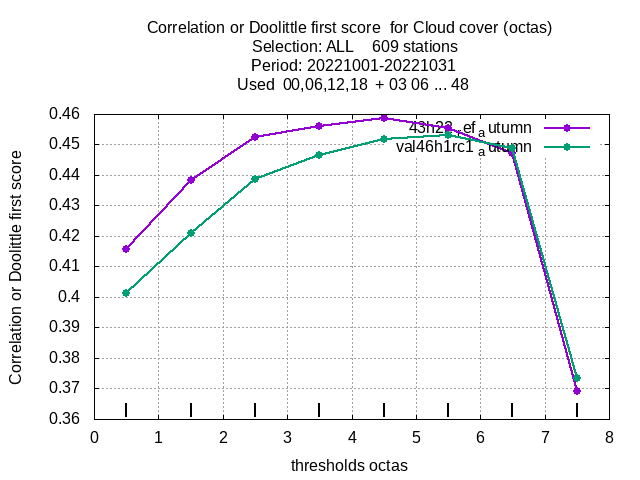 Correlation or Doolittle first score for Cloud cover (octas)
Selection: ALL 609 stations
Period: 20221001-20221031
Used 00,06,12,18 + 03 06 ... 48
Correlation or Doolittle first score
0.46
0.45
0.44
0.43
0.42
0.41
0.4
0.39
0.38
0.37
0.36
val46h1rc1 autumn
0 1 2 3 4 5 6 7 8
thresholds octas